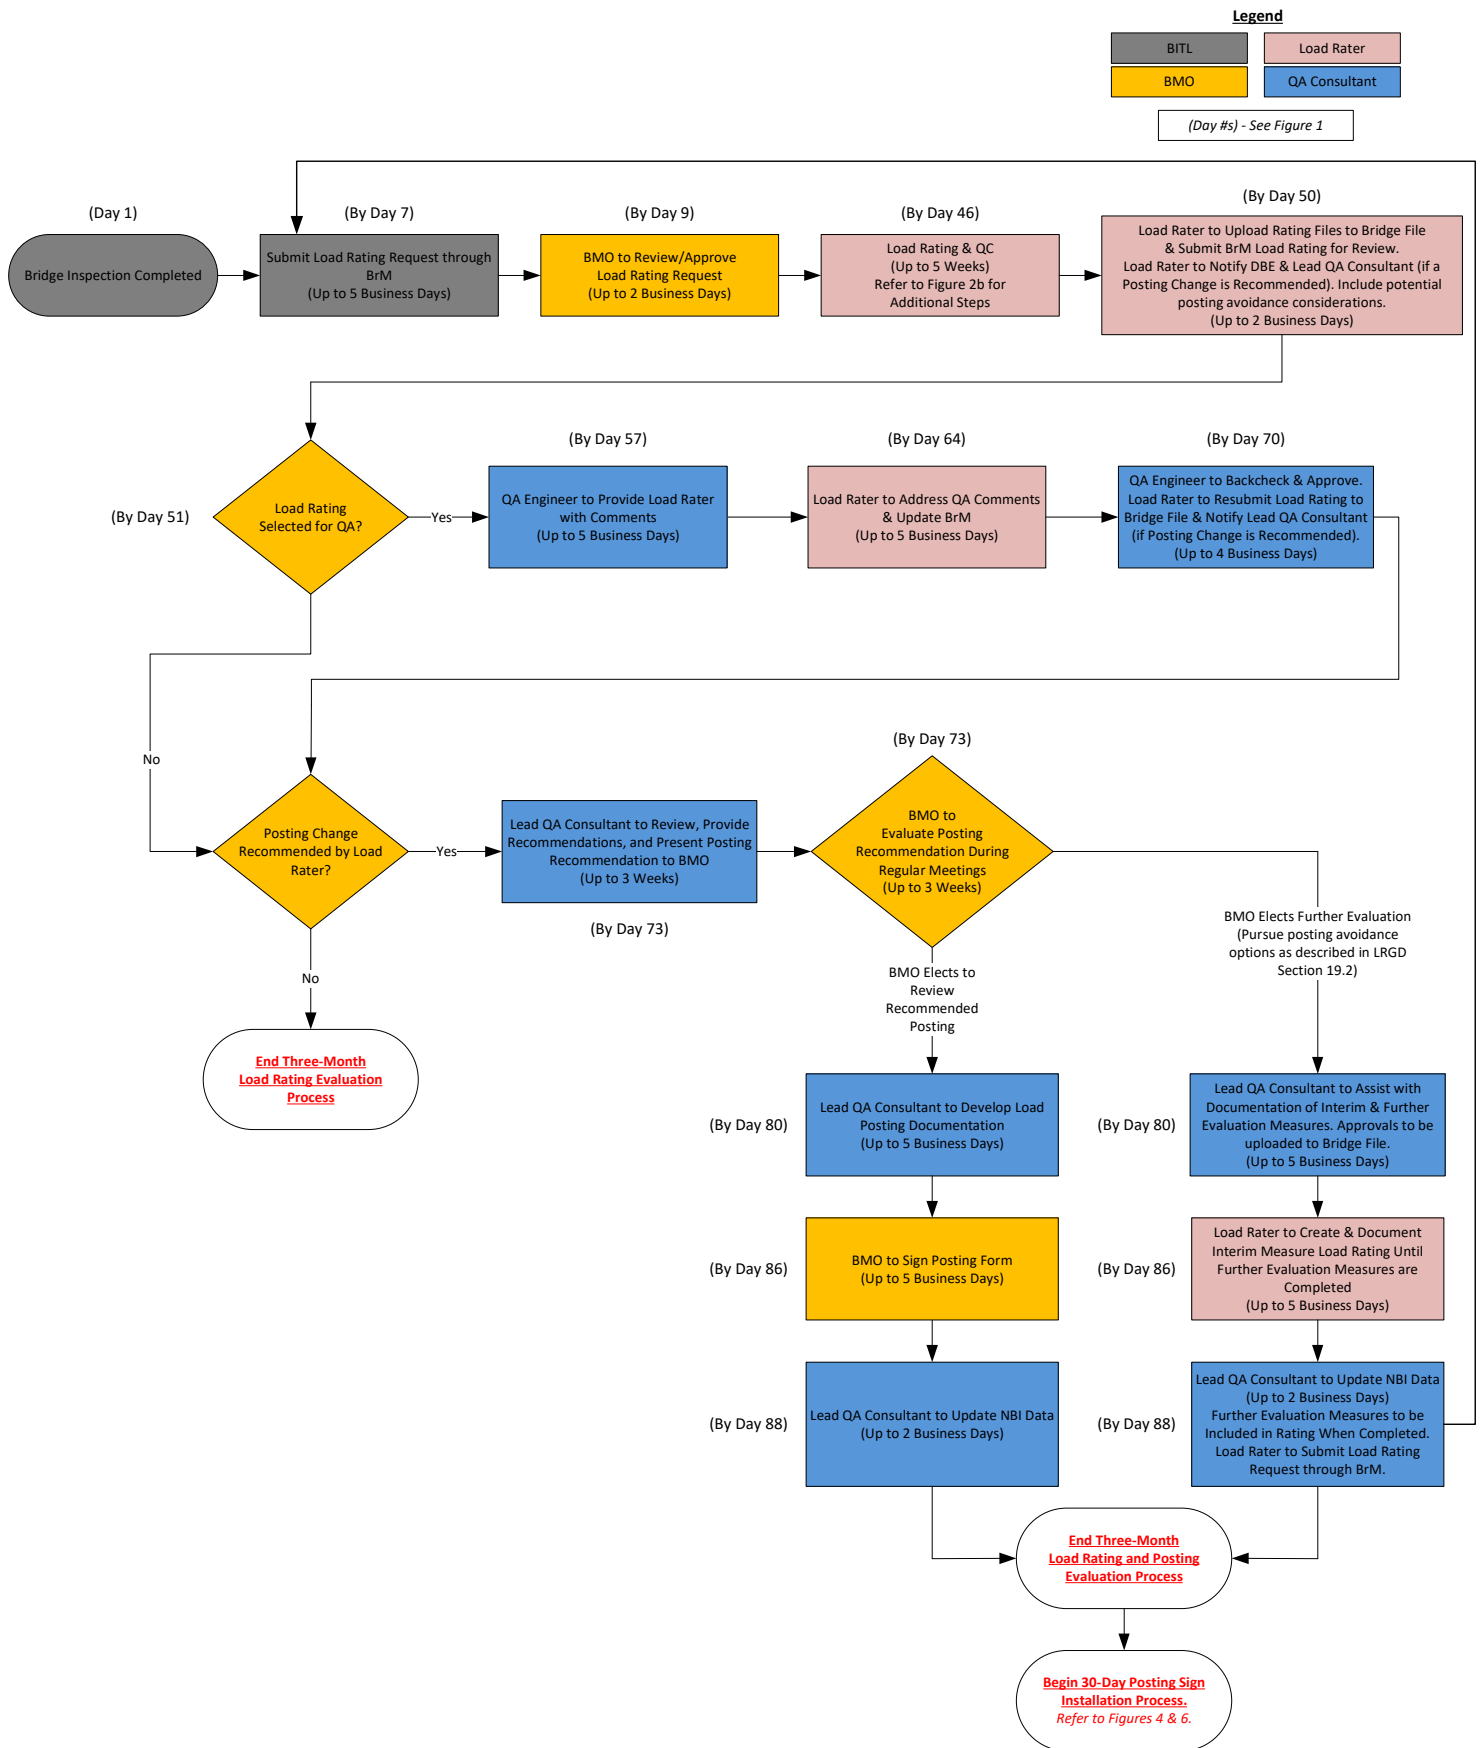 Legend
BITL
Load Rater
BMO
QA Consultant
(Day #s) - See Figure 1
(Day 1)
Bridge Inspection Completed
(By Day 7)
Submit Load Rating Request through
BrM
(Up to 5 Business Days)
(By Day 9)
BMO to Review/Approve
Load Rating Request
(Up to 2 Business Days)
(By Day 46)
Load Rating & QC
(Up to 5 Weeks)
Refer to Figure 2b for
Additional Steps
(By Day 50)
Load Rater to Upload Rating Files to Bridge File
& Submit BrM Load Rating for Review.
Load Rater to Notify DBE & Lead QA Consultant (if a
Posting Change is Recommended). Include potential
posting avoidance considerations.
(Up to 2 Business Days)
(By Day 51)
Load Rating
Selected for QA?
Yes
(By Day 57)
QA Engineer to Provide Load Rater
with Comments
(Up to 5 Business Days)
(By Day 64)
Load Rater to Address QA Comments
& Update BrM
(Up to 5 Business Days)
(By Day 70)
QA Engineer to Backcheck & Approve.
Load Rater to Resubmit Load Rating to
Bridge File & Notify Lead QA Consultant
(if Posting Change is Recommended).
(Up to 4 Business Days)
No
Posting Change
Recommended by Load
Rater?
Yes
Lead QA Consultant to Review, Provide
Recommendations, and Present Posting
Recommendation to BMO
(Up to 3 Weeks)
(By Day 73)
(By Day 73)
BMO to
Evaluate Posting
Recommendation During
Regular Meetings
(Up to 3 Weeks)
No
End Three-Month
Load Rating Evaluation
Process
BMO Elects to
Review
Recommended
Posting
BMO Elects Further Evaluation
(Pursue posting avoidance
options as described in LRGD
Section 19.2)
(By Day 80)
Lead QA Consultant to Develop Load
Posting Documentation
(Up to 5 Business Days)
(By Day 80)
Lead QA Consultant to Assist with
Documentation of Interim & Further
Evaluation Measures. Approvals to be
uploaded to Bridge File.
(Up to 5 Business Days)
(By Day 86)
BMO to Sign Posting Form
(Up to 5 Business Days)
(By Day 86)
Load Rater to Create & Document
Interim Measure Load Rating Until
Further Evaluation Measures are
Completed
(Up to 5 Business Days)
(By Day 88)
Lead QA Consultant to Update NBI Data
(Up to 2 Business Days)
(By Day 88)
Lead QA Consultant to Update NBI Data
(Up to 2 Business Days)
Further Evaluation Measures to be
Included in Rating When Completed.
Load Rater to Submit Load Rating
Request through BrM.
End Three-Month
Load Rating and Posting
Evaluation Process
Begin 30-Day Posting Sign
Installation Process.
Refer to Figures 4 & 6.